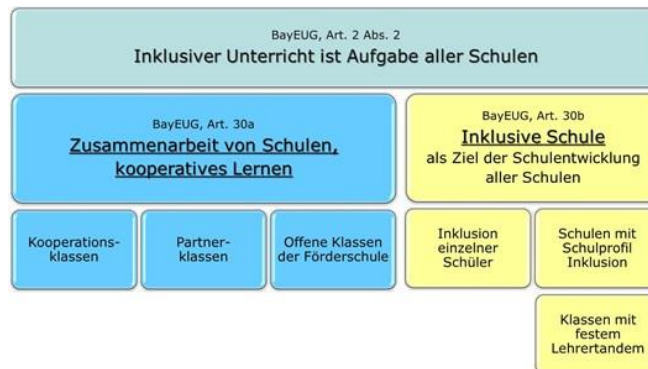 BayEUG, Art. 2 Abs. 2
Inklusiver Unterricht ist Aufgabe aller Schulen
BayEUG, Art. 30a
Zusammenarbeit von Schulen,
kooperatives Lernen
BayEUG, Art. 30b
Inklusive Schule
als Ziel der Schulentwicklung
aller Schulen
Kooperations-
klassen
Partner-
klassen
Offene Klassen
der Förderschule
Inklusion
einzelner
Schüler
Schulen mit
Schulprofil
Inklusion
Klassen mit
festem
Lehrertandem